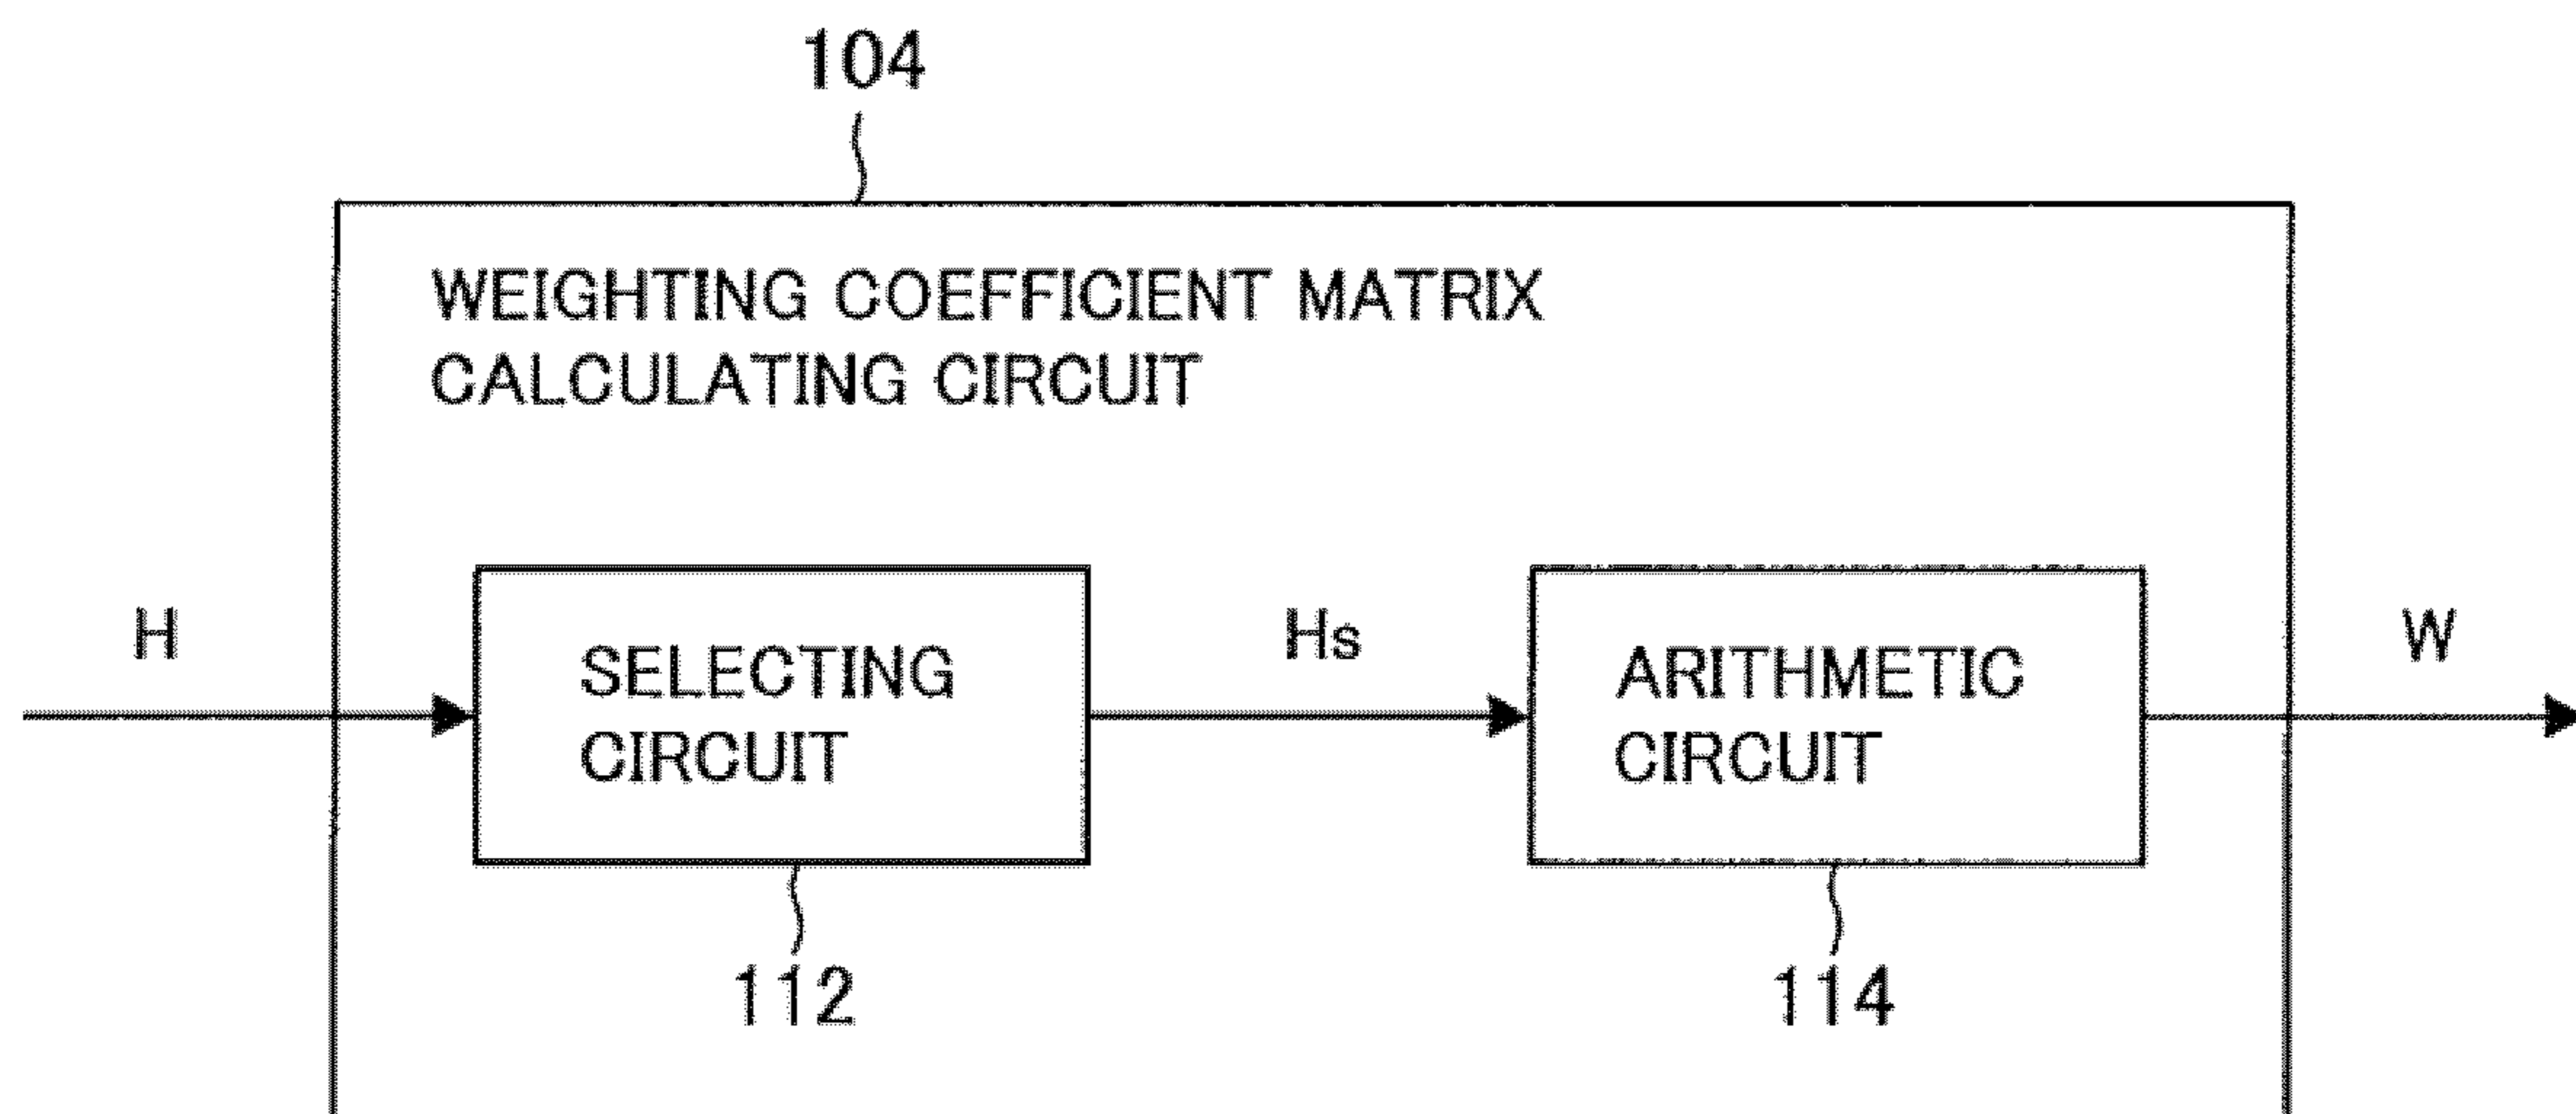 104
WEIGHTING COEFFICIENT MATRIX
CALCULATING CIRCUIT
H
SELECTING
CIRCUIT
Hs
ARITHMETIC
CIRCUIT
W
112
114